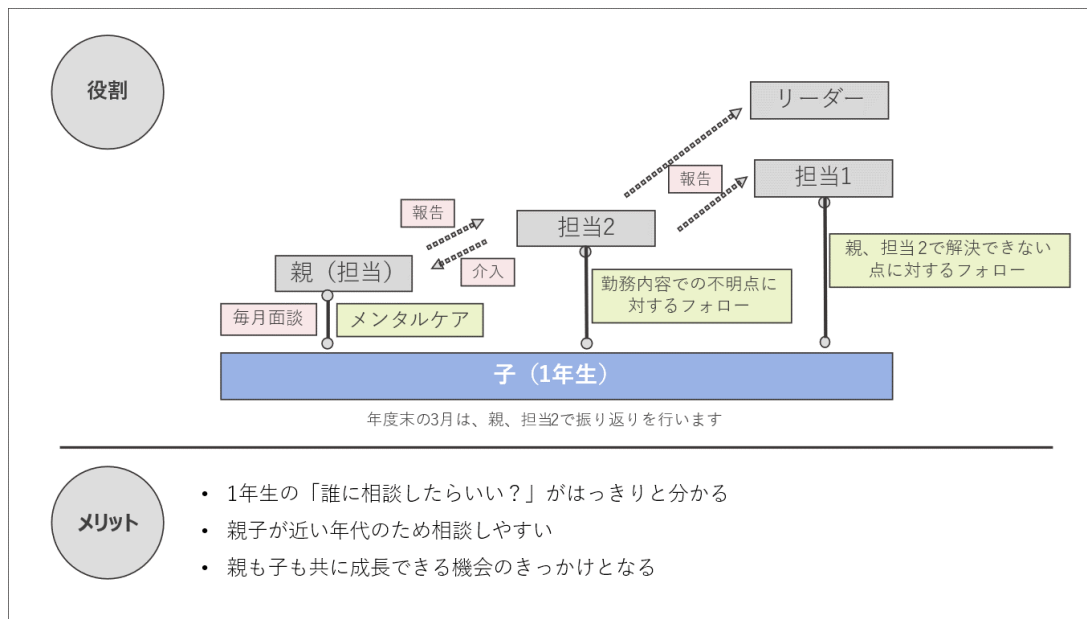 役割
リーダー
担当1
報告
報告
担当2
介入
親（担当）
親、担当2で解決できない
点に対するフォロー
勤務内容での不明点に
対するフォロー
毎月面談
メンタルケア
子（1年生）
年度末の3月は、親、担当2で振り返りを行います
メリット
• 1年生の「誰に相談したらいい？」がはっきりと分かる
• 親子が近い年代のため相談しやすい
• 親も子も共に成長できる機会のきっかけとなる